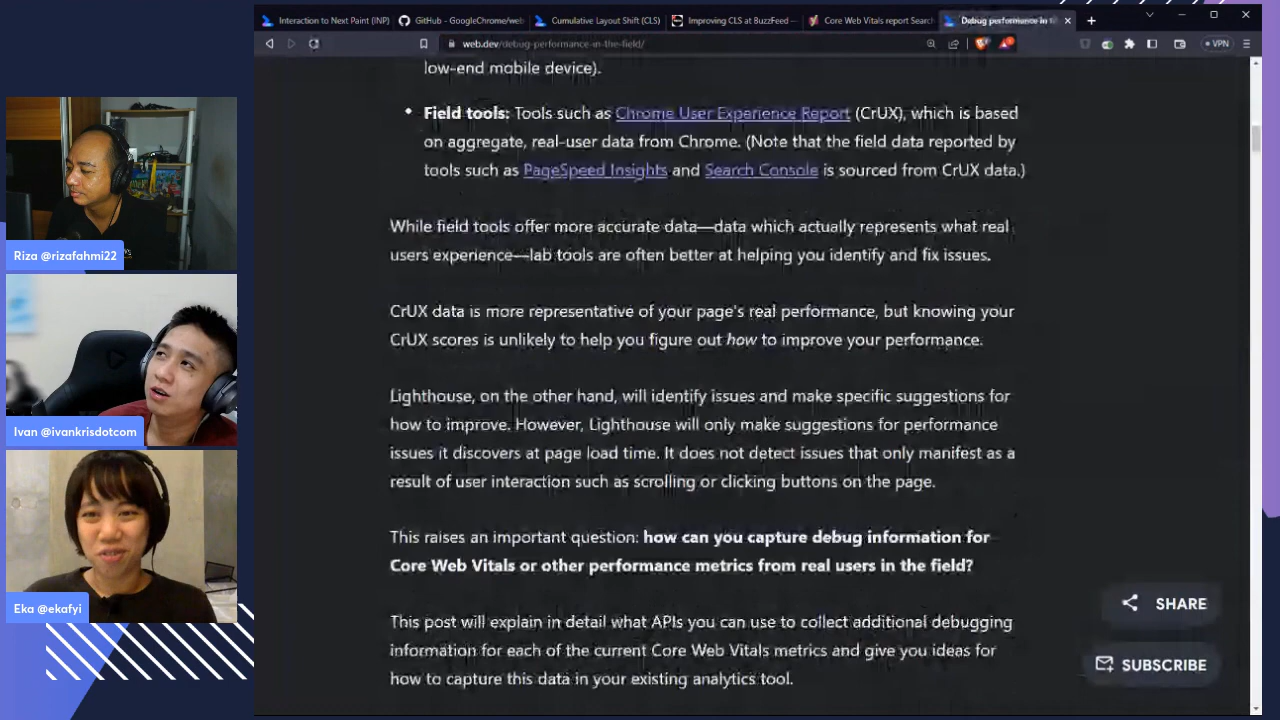 Interaction to Next Paint (INP)
GitHub - GoogleChrome/web
Cumulative Layout Shift (CLS)
Improving CLS at BuzzFeed —
Core Web Vitals report Searc
Debug performance in t
web.dev/debug-performance-in-the-field/
VPN
low-end mobile device).
• Field tools: Tools such as Chrome User Experience Report (CrUX), which is based
on aggregate, real-user data from Chrome. (Note that the field data reported by
tools such as PageSpeed Insights and Search Console is sourced from CrUX data.)
While field tools offer more accurate data—data which actually represents what real
users experience—lab tools are often better at helping you identify and fix issues.
CrUX data is more representative of your page's real performance, but knowing your
CrUX scores is unlikely to help you figure out how to improve your performance.
Lighthouse, on the other hand, will identify issues and make specific suggestions for
how to improve. However, Lighthouse will only make suggestions for performance
issues it discovers at page load time. It does not detect issues that only manifest as a
result of user interaction such as scrolling or clicking buttons on the page.
This raises an important question: how can you capture debug information for
Core Web Vitals or other performance metrics from real users in the field?
This post will explain in detail what APIs you can use to collect additional debugging
information for each of the current Core Web Vitals metrics and give you ideas for
how to capture this data in your existing analytics tool.
SHARE
SUBSCRIBE
Riza @rizafahmi22
Ivan @ivankrisdotcom
Eka @ekafyi